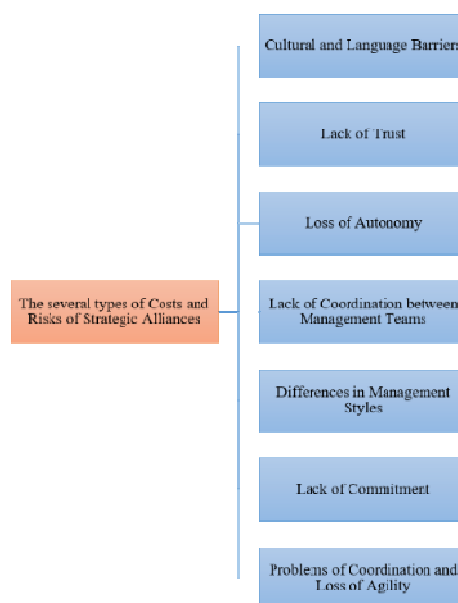 Cultural and Language Barriers
Lack of Trust
Loss of Autonomy
The several types of Costs and
Risks of Strategic Alliances
Lack of Coordination between
Management Teams
Differences in Management
Styles
Lack of Commitment
Problems of Coordination and
Loss of Agility